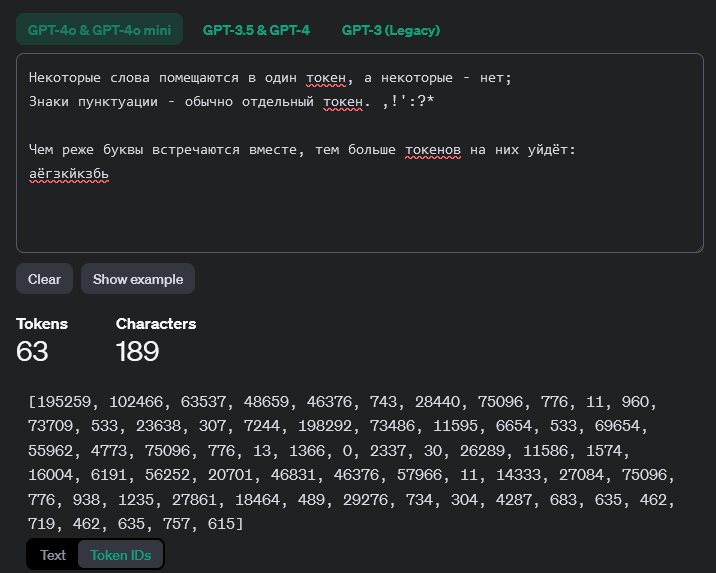 GPT-4o & GPT-4o mini GPT-3.5 & GPT-4 GPT-3 (Legacy)
Некоторые слова помещаются в один токен, а некоторые - нет;
Знаки пунктуации - обычно отдельный токен. ,!':?*
Чем реже буквы встречаются вместе, тем больше токенов на них уйдёт:
аёгзкйкзбь
Clear Show example
Tokens Characters
63 189
[195259, 102466, 63537, 48659, 46376, 743, 28440, 75096, 776, 11, 960,
73709, 533, 23638, 307, 7244, 198292, 73486, 11595, 6654, 533, 69654,
55962, 4773, 75096, 776, 13, 1366, 0, 2337, 30, 26289, 11586, 1574,
16004, 6191, 56252, 20701, 46831, 46376, 57966, 11, 14333, 27084, 75096,
776, 938, 1235, 27861, 18464, 489, 29276, 734, 304, 4287, 683, 635, 462,
719, 462, 635, 757, 615]
Text Token IDs